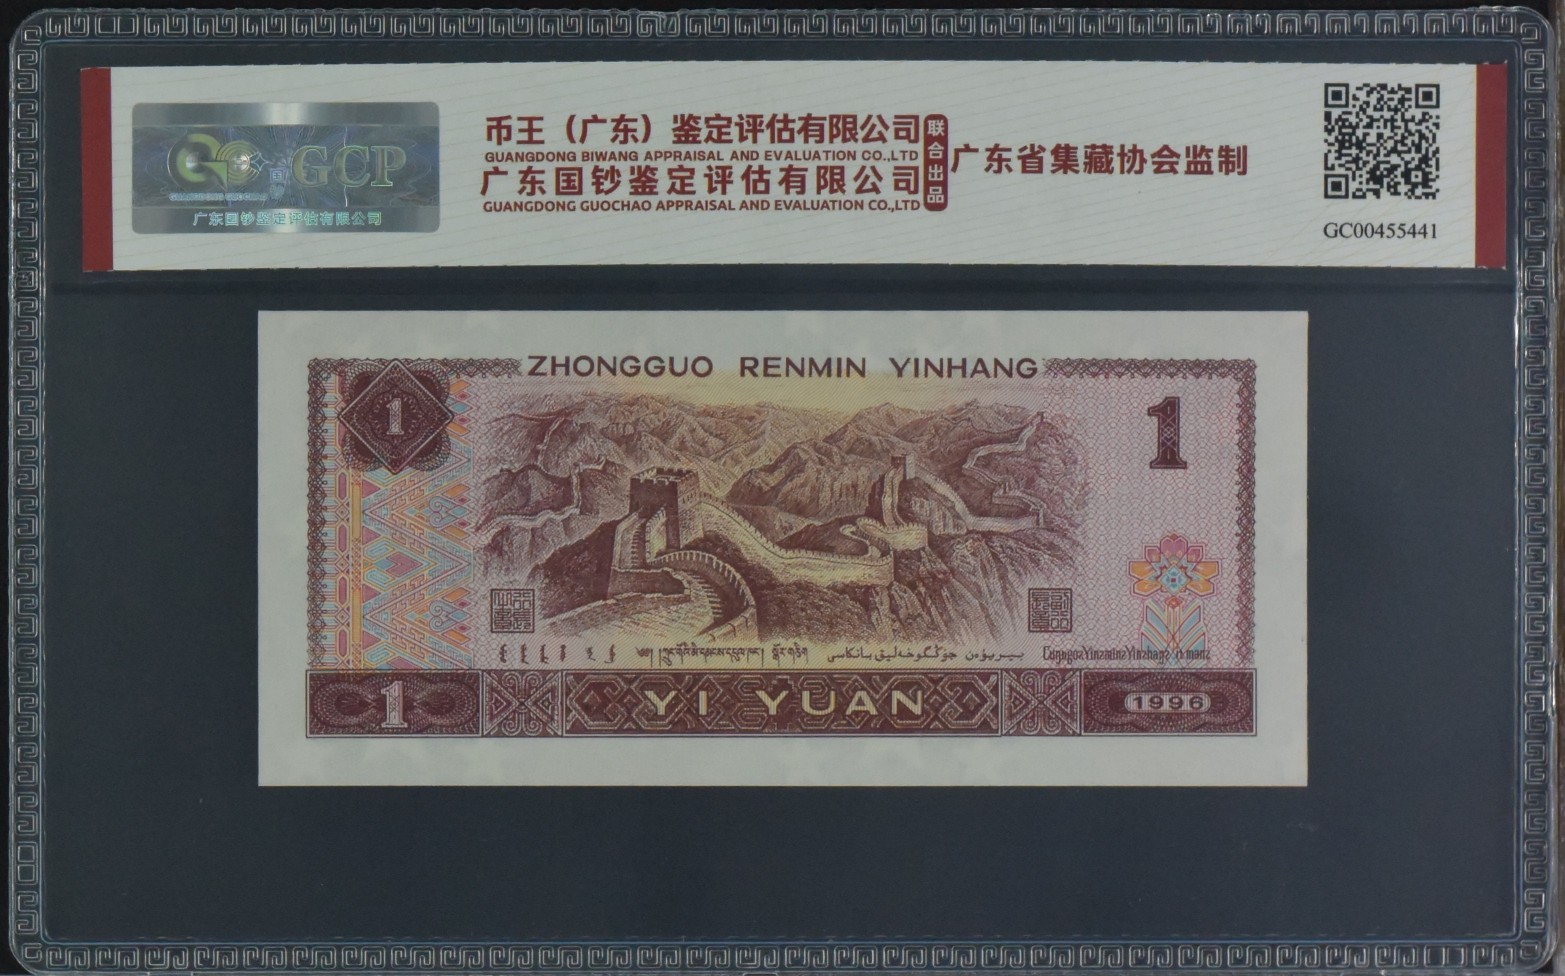 GCP
广东国钞鉴定评估有限公司
币王（广东）鉴定评估有限公司
GUANGDONG BIWANG APPRAISAL AND EVALUATION CO.,LTD
广东国钞鉴定评估有限公司
GUANGDONG GUOCHAO APPRAISAL AND EVALUATION CO.,LTD
联合出品
广东省集藏协会监制
GC00455441
ZHONGGUO RENMIN YINHANG
1
1
1
YI YUAN
1996